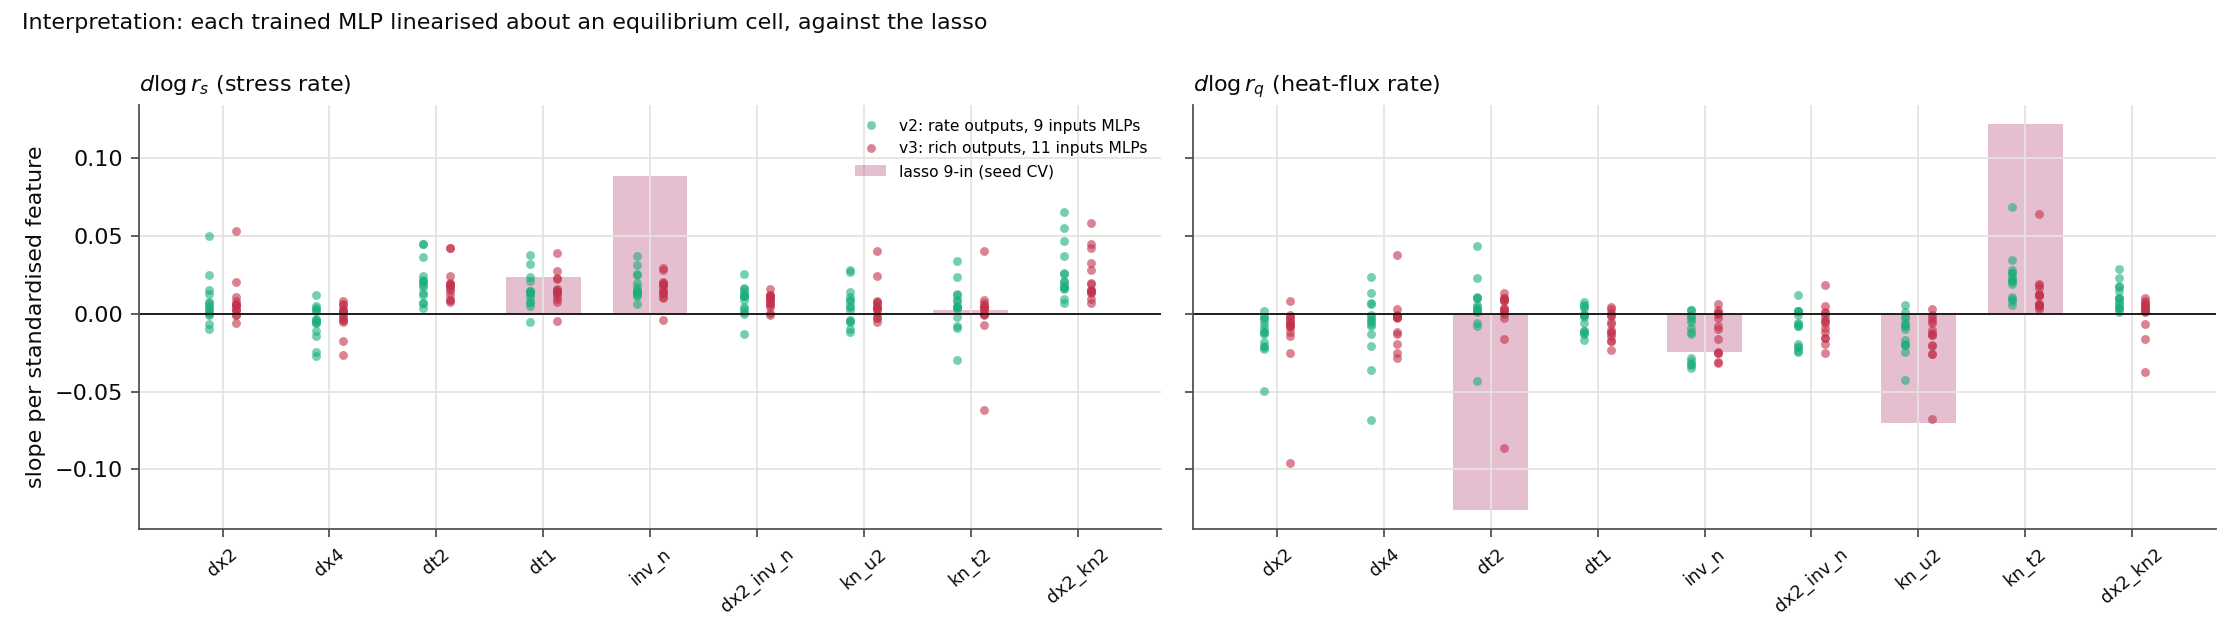 Interpretation: each trained MLP linearised about an equilibrium cell, against the lasso
d log r_s (stress rate)
slope per standardised feature
0.10
0.05
0.00
−0.05
−0.10
v2: rate outputs, 9 inputs MLPs
v3: rich outputs, 11 inputs MLPs
lasso 9-in (seed CV)
dx2
dx4
dt2
dt1
inv_n
dx2_inv_n
kn_u2
kn_t2
dx2_kn2
d log r_q (heat-flux rate)
dx2
dx4
dt2
dt1
inv_n
dx2_inv_n
kn_u2
kn_t2
dx2_kn2